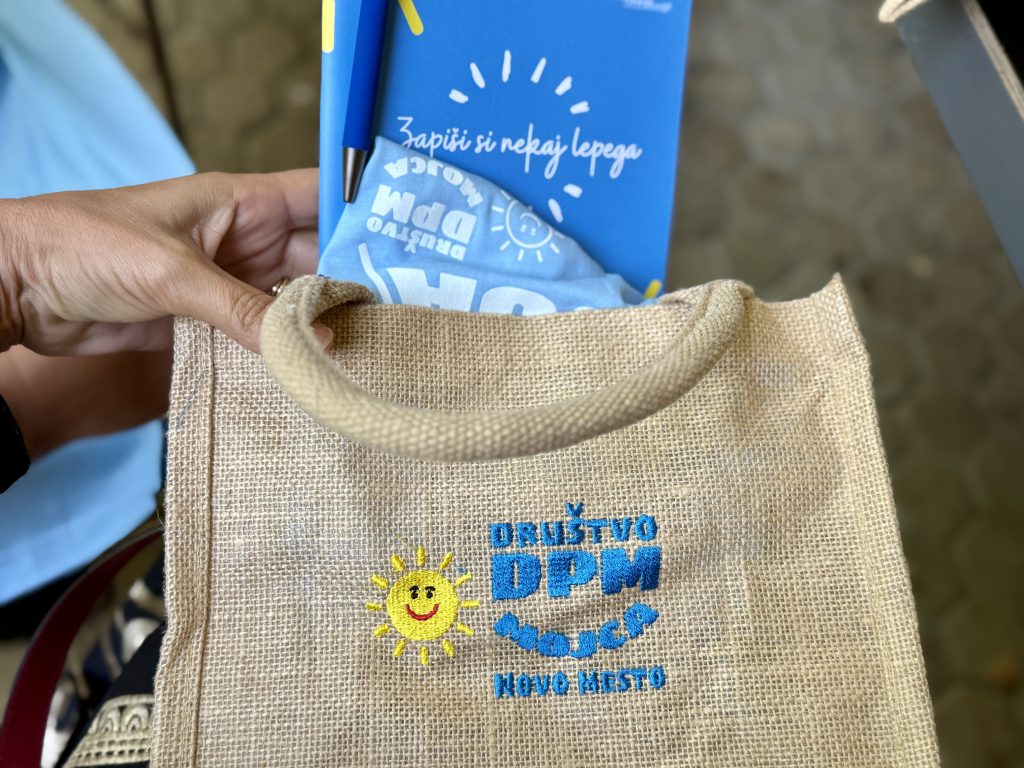 Zapiši si nekaj lepega
DRUŠTVO
DPM
MOJCA
DRUŠTVO
DPM
MOJCA
NOVO MESTO